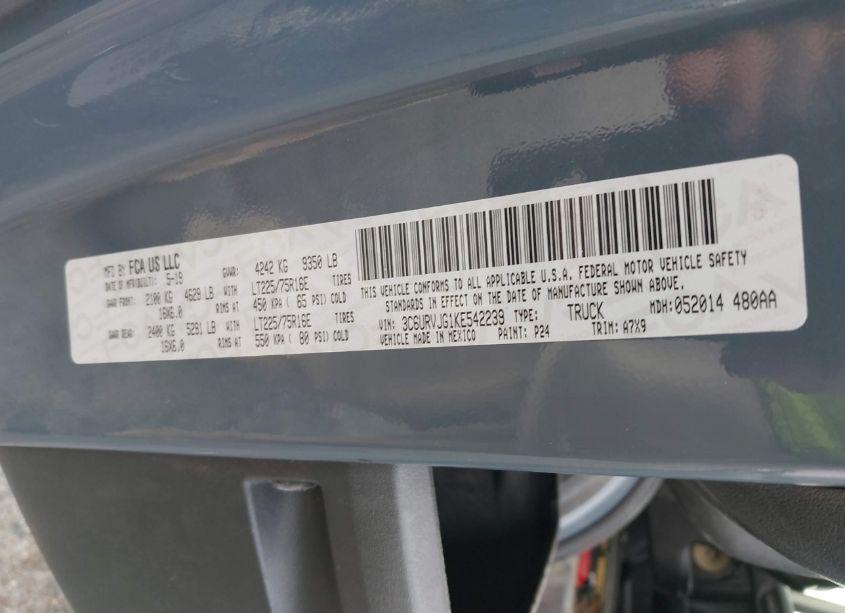 MFD BY FCA US LLC
DATE OF MFR(BUILT): 5-19 GVWR: 4242 KG 9350 LB
GAWR FRONT: 2100 KG 4629 LB WITH LT225/75R16E TIRES
16X6.0 RIMS AT 450 KPA ( 65 PSI) COLD
GAWR REAR: 2400 KG 5291 LB WITH LT225/75R16E TIRES
16X6.0 RIMS AT 550 KPA ( 80 PSI) COLD
THIS VEHICLE CONFORMS TO ALL APPLICABLE U.S.A. FEDERAL MOTOR VEHICLE SAFETY
STANDARDS IN EFFECT ON THE DATE OF MANUFACTURE SHOWN ABOVE.
VIN: 3C6URVJG1KE542239 TYPE: TRUCK MDH: 052014 480AA
VEHICLE MADE IN MEXICO PAINT: P24 TRIM: A7X9